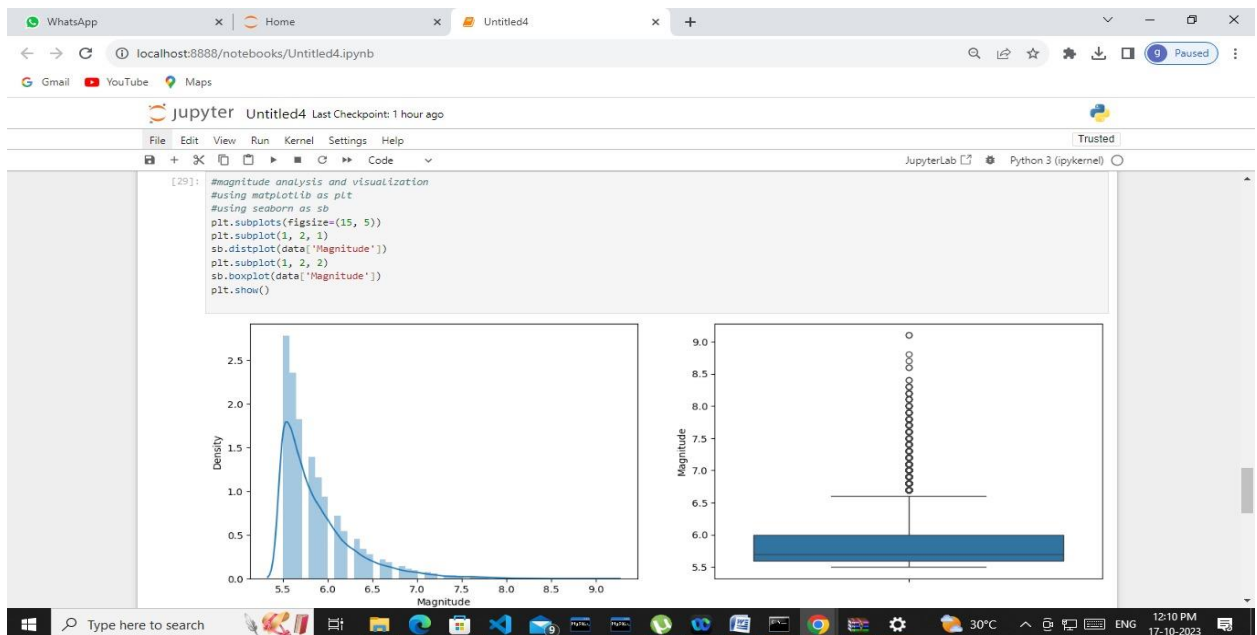 WhatsApp Home Untitled4
localhost:8888/notebooks/Untitled4.ipynb g Paused
Gmail YouTube Maps
jupyter Untitled4 Last Checkpoint: 1 hour ago
File Edit View Run Kernel Settings Help Trusted
Code JupyterLab Python 3 (ipykernel)
[29]: #magnitude analysis and visualization
#using matplotlib as plt
#using seaborn as sb
plt.subplots(figsize=(15, 5))
plt.subplot(1, 2, 1)
sb.distplot(data['Magnitude'])
plt.subplot(1, 2, 2)
sb.boxplot(data['Magnitude'])
plt.show()
2.5
2.0
1.5
1.0
0.5
0.0
Density
5.5 6.0 6.5 7.0 7.5 8.0 8.5 9.0
Magnitude
9.0
8.5
8.0
7.5
7.0
6.5
6.0
5.5
Magnitude
Type here to search 9 30°C ENG 12:10 PM
17-10-2023